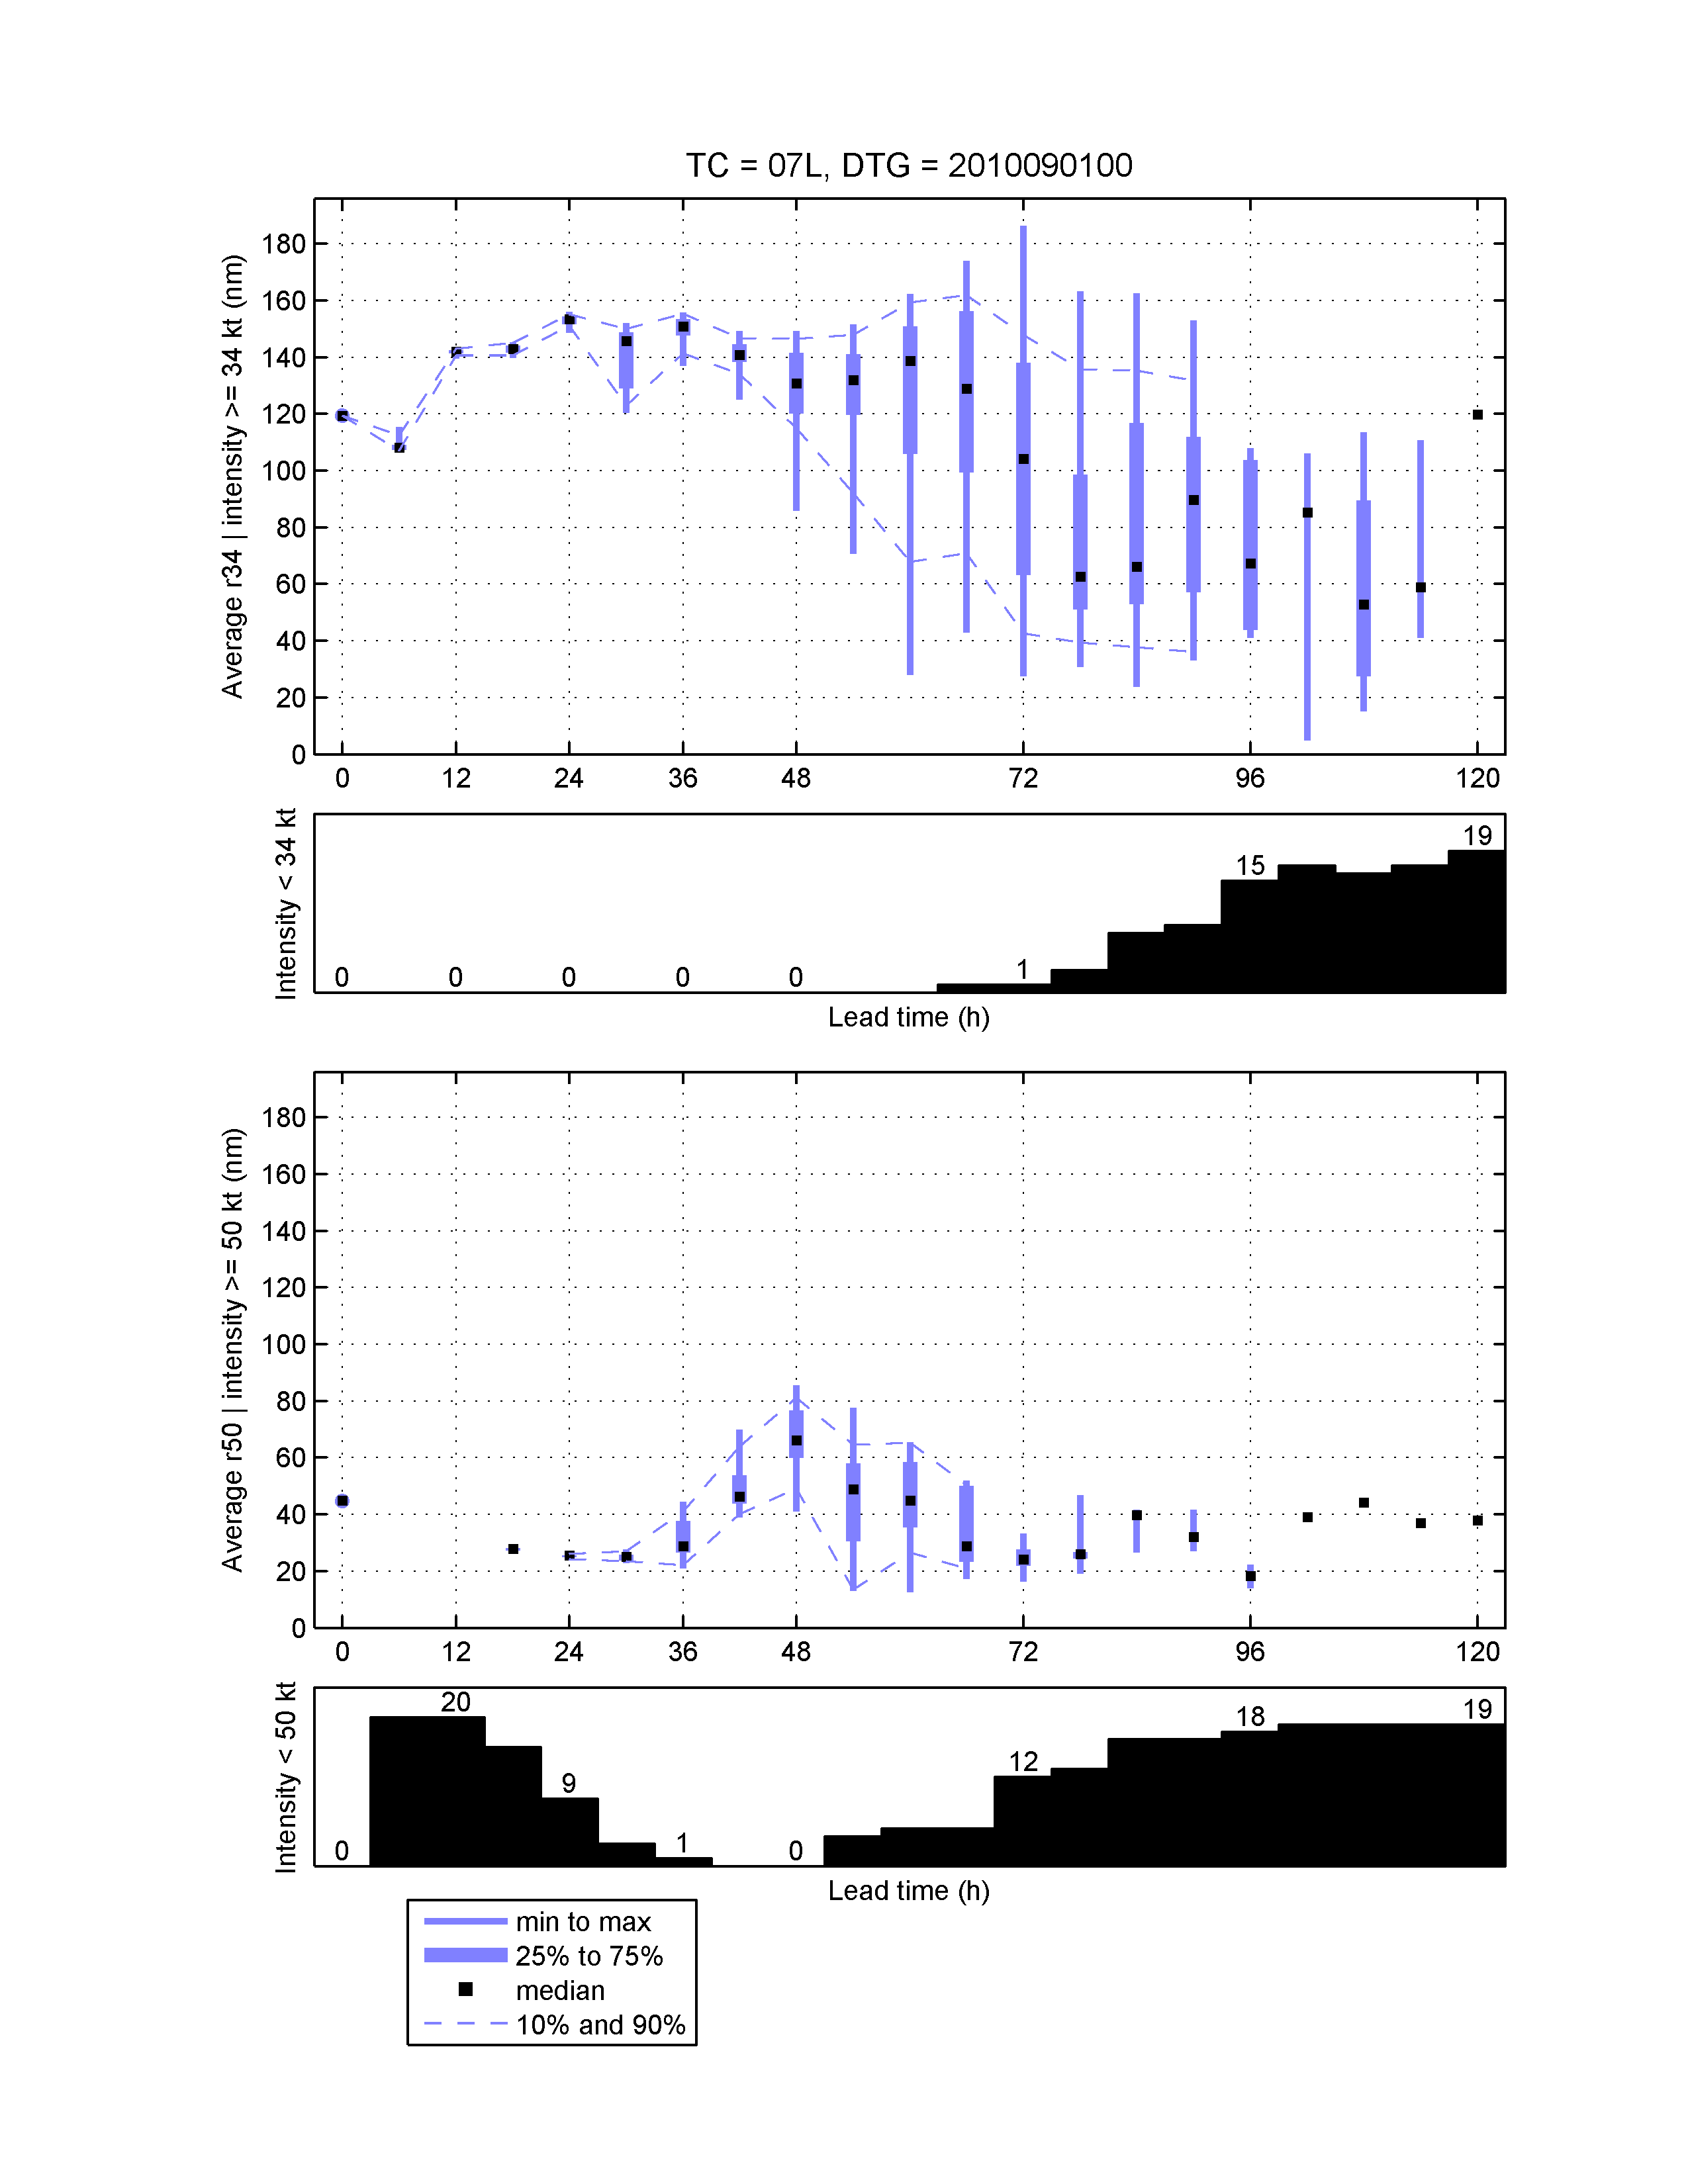 TC = 07L, DTG = 2010090100
Average r34 | intensity >= 34 kt (nm)
180
160
140
120
100
80
60
40
20
0
0 12 24 36 48 72 96 120
Intensity < 34 kt
0 0 0 0 0 1 15 19
Lead time (h)
Average r50 | intensity >= 50 kt (nm)
180
160
140
120
100
80
60
40
20
0
0 12 24 36 48 72 96 120
Intensity < 50 kt
0 20 9 1 0 12 18 19
Lead time (h)
min to max
25% to 75%
median
10% and 90%